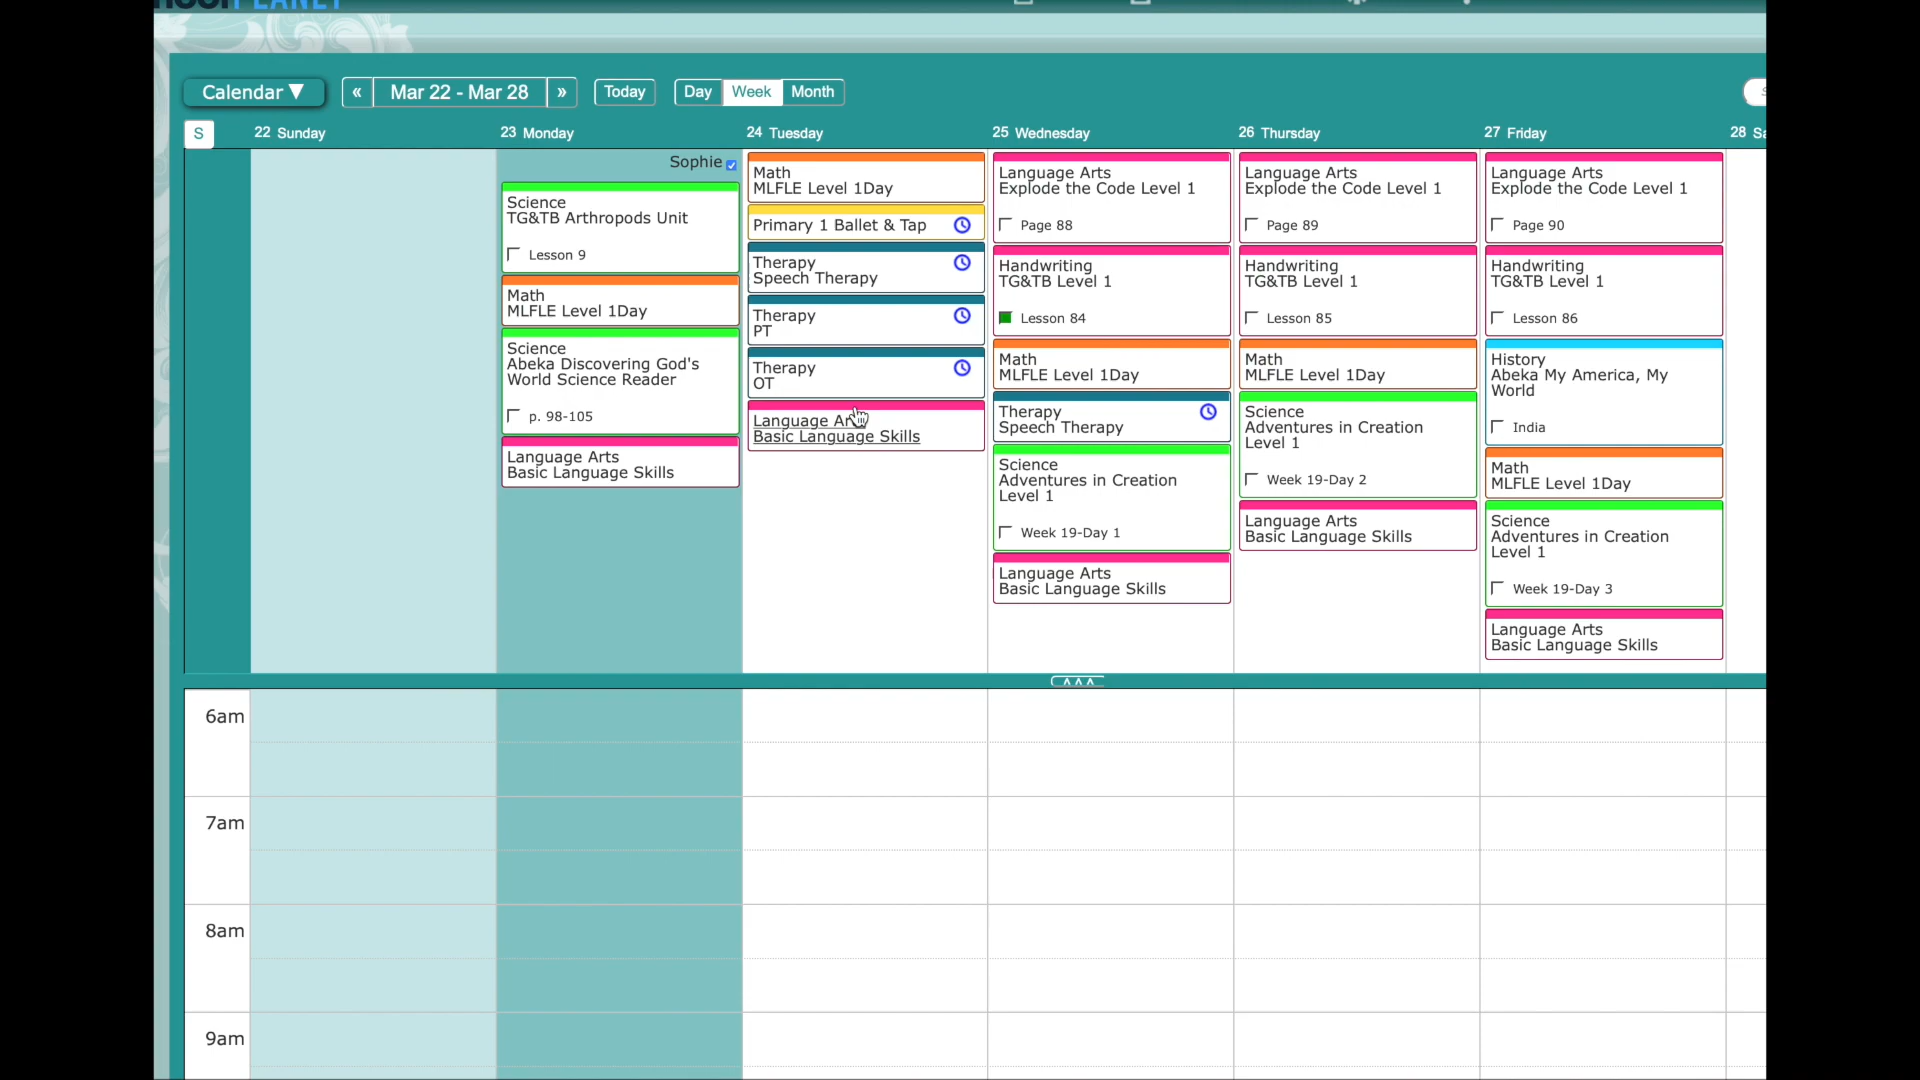 PLANET
Calendar ▼
«
Mar 22 - Mar 28
»
Today
Day
Week
Month
S
22 Sunday
23 Monday
24 Tuesday
25 Wednesday
26 Thursday
27 Friday
28
Sophie
Science
TG&TB Arthropods Unit
Lesson 9
Math
MLFLE Level 1Day
Science
Abeka Discovering God's
World Science Reader
p. 98-105
Language Arts
Basic Language Skills
Math
MLFLE Level 1Day
Primary 1 Ballet & Tap
Therapy
Speech Therapy
Therapy
PT
Therapy
OT
Language Arts
Basic Language Skills
Language Arts
Explode the Code Level 1
Page 88
Handwriting
TG&TB Level 1
Lesson 84
Math
MLFLE Level 1Day
Therapy
Speech Therapy
Science
Adventures in Creation
Level 1
Week 19-Day 1
Language Arts
Basic Language Skills
Language Arts
Explode the Code Level 1
Page 89
Handwriting
TG&TB Level 1
Lesson 85
Math
MLFLE Level 1Day
Science
Adventures in Creation
Level 1
Week 19-Day 2
Language Arts
Basic Language Skills
Language Arts
Explode the Code Level 1
Page 90
Handwriting
TG&TB Level 1
Lesson 86
History
Abeka My America, My
World
India
Math
MLFLE Level 1Day
Science
Adventures in Creation
Level 1
Week 19-Day 3
Language Arts
Basic Language Skills
6am
7am
8am
9am